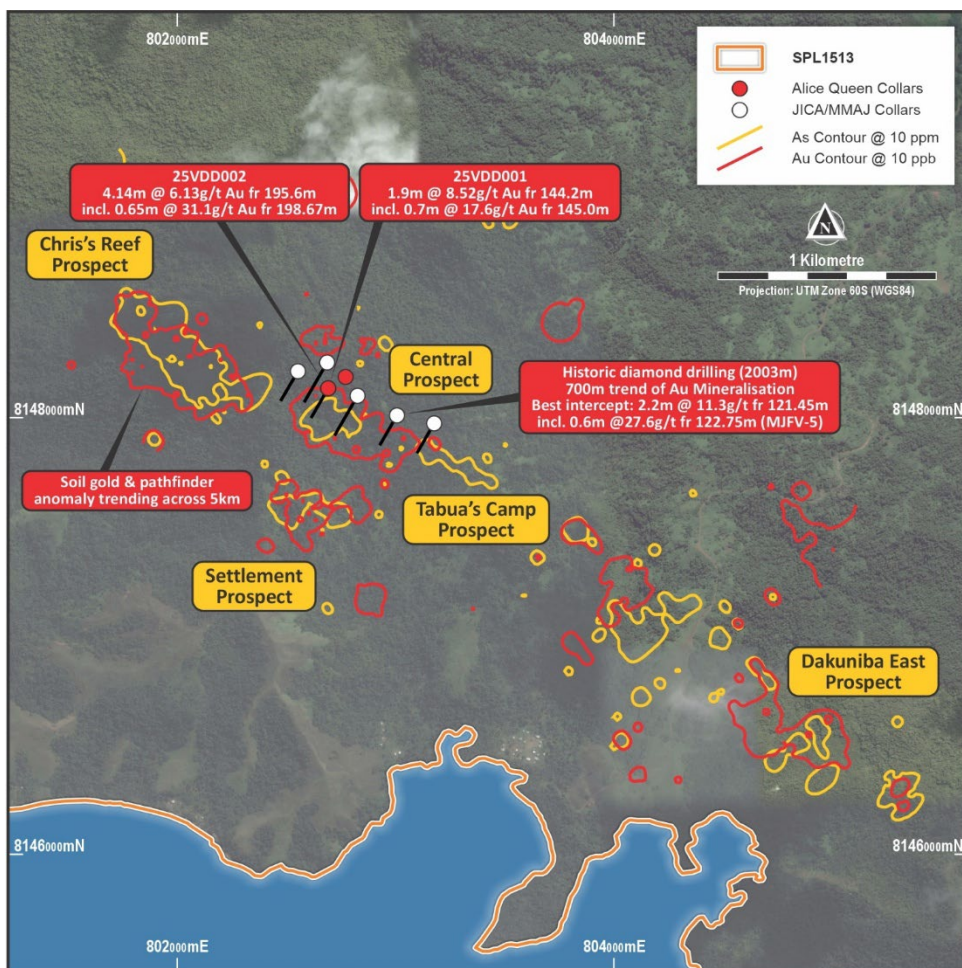 802000mE
804000mE
SPL1513
Alice Queen Collars
JICA/MMAJ Collars
As Contour @ 10 ppm
Au Contour @ 10 ppb
N
1 Kilometre
Projection: UTM Zone 60S (WGS84)
25VDD002
4.14m @ 6.13g/t Au fr 195.6m
incl. 0.65m @ 31.1g/t Au fr 198.67m
25VDD001
1.9m @ 8.52g/t Au fr 144.2m
incl. 0.7m @ 17.6g/t Au fr 145.0m
Chris's Reef
Prospect
Central
Prospect
Historic diamond drilling (2003m)
700m trend of Au Mineralisation
Best intercept: 2.2m @ 11.3g/t fr 121.45m
incl. 0.6m @27.6g/t fr 122.75m (MJFV-5)
8148000mN
8148000mN
Soil gold & pathfinder
anomaly trending across 5km
Tabua's Camp
Prospect
Settlement
Prospect
Dakuniba East
Prospect
8146000mN
8146000mN
802000mE
804000mE